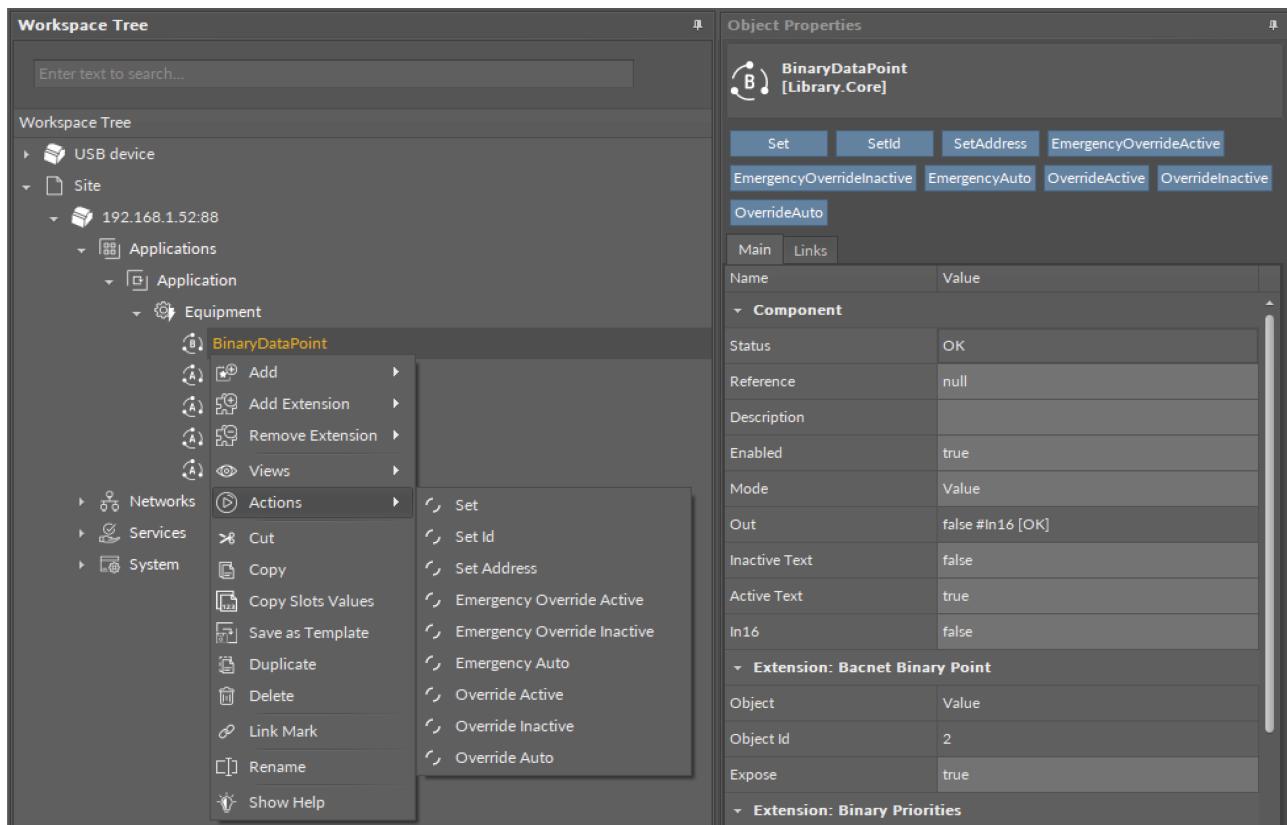 Workspace Tree
Enter text to search...
Workspace Tree
USB device
Site
192.168.1.52:88
Applications
Application
Equipment
BinaryDataPoint
Networks
Services
System
Add
Add Extension
Remove Extension
Views
Actions
Cut
Copy
Copy Slots Values
Save as Template
Duplicate
Delete
Link Mark
Rename
Show Help
Set
Set Id
Set Address
Emergency Override Active
Emergency Override Inactive
Emergency Auto
Override Active
Override Inactive
Override Auto
Object Properties
BinaryDataPoint
[Library.Core]
Set SetId SetAddress EmergencyOverrideActive
EmergencyOverrideInactive EmergencyAuto OverrideActive OverrideInactive
OverrideAuto
Main Links
Name Value
Component
Status OK
Reference null
Description
Enabled true
Mode Value
Out false #In16 [OK]
Inactive Text false
Active Text true
In16 false
Extension: Bacnet Binary Point
Object Value
Object Id 2
Expose true
Extension: Binary Priorities